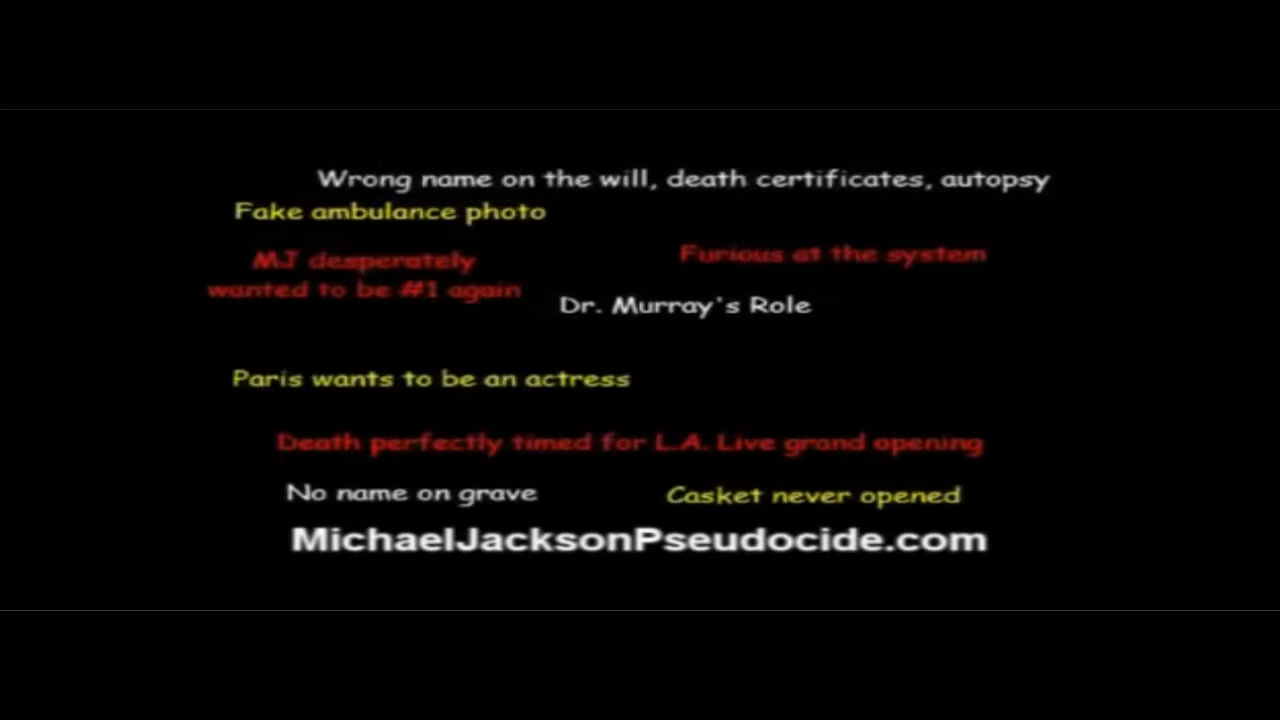 Wrong name on the will, death certificates, autopsy
Fake ambulance photo
MJ desperately
wanted to be #1 again
Furious at the system
Dr. Murray's Role
Paris wants to be an actress
Death perfectly timed for L.A. Live grand opening
No name on grave
Casket never opened
MichaelJacksonPseudocide.com